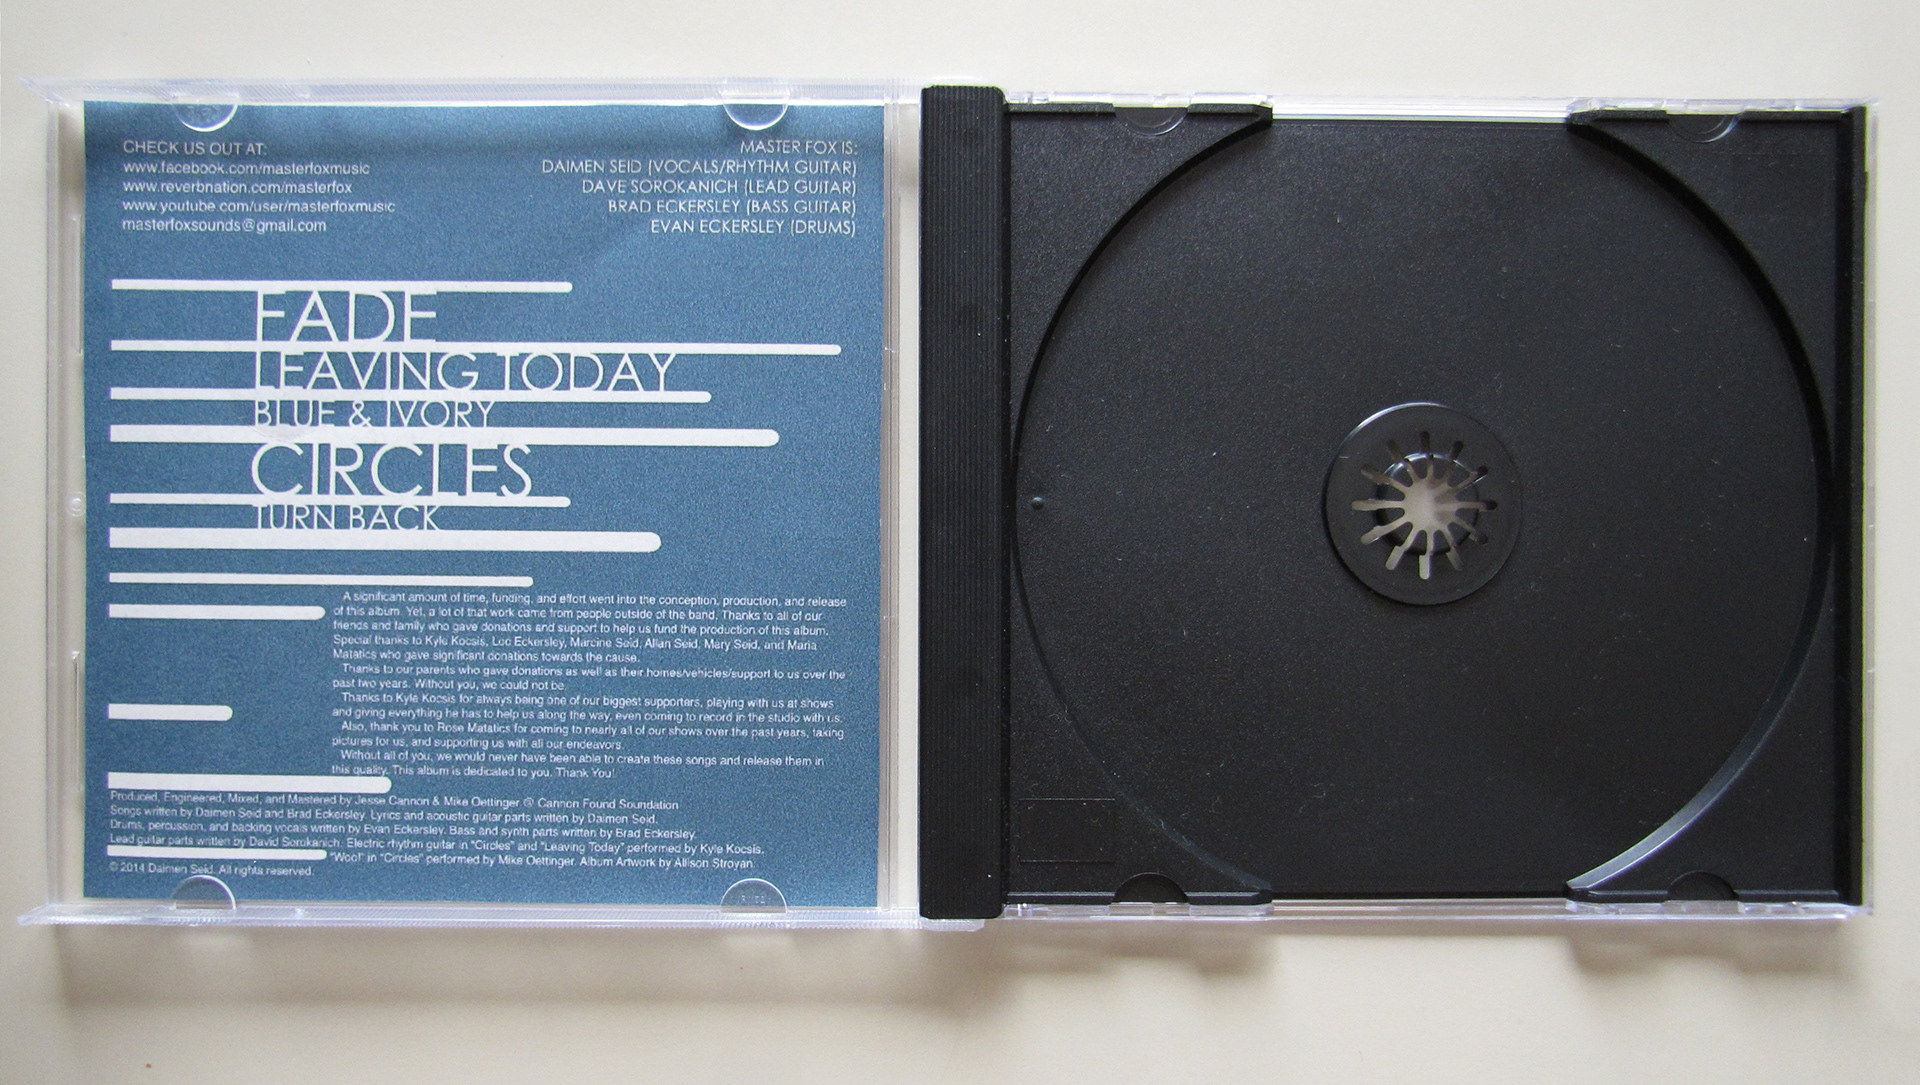 CHECK US OUT AT:
www.facebook.com/masterfoxmusic
www.reverbnation.com/masterfox
www.youtube.com/user/masterfoxmusic
masterfoxsounds@gmail.com
MASTER FOX IS:
DAIMEN SEID (VOCALS/RHYTHM GUITAR)
DAVE SOROKANICH (LEAD GUITAR)
BRAD ECKERSLEY (BASS GUITAR)
EVAN ECKERSLEY (DRUMS)
FADE
LEAVING TODAY
BLUE & IVORY
CIRCLES
TURN BACK
A significant amount of time, funding, and effort went into the conception, production, and release
of this album. Yet, a lot of that work came from people outside of the band. Thanks to all of our
friends and family who gave donations and support to help us fund the production of this album.
Special thanks to Kyle Kocsis, Lou Eckersley, Marcine Seid, Allan Seid, Mary Seid, and Maria
Matatics who gave significant donations towards the cause.
Thanks to our parents who gave donations as well as their homes/vehicles/support to us over the
past two years. Without you, we could not be.
Thanks to Kyle Kocsis for always being one of our biggest supporters, playing with us at shows
and giving everything he has to help us along the way, even coming to record in the studio with us.
Also, thank you to Rose Matatics for coming to nearly all of our shows over the past years, taking
pictures for us, and supporting us with all our endeavors.
Without all of you, we would never have been able to create these songs and release them in
this quality. This album is dedicated to you. Thank You!
Produced, Engineered, Mixed, and Mastered by Jesse Cannon & Mike Oettinger @ Cannon Found Soundation
Songs written by Daimen Seid and Brad Eckersley. Lyrics and acoustic guitar parts written by Daimen Seid.
Drums, percussion, and backing vocals written by Evan Eckersley. Bass and synth parts written by Brad Eckersley.
Lead guitar parts written by David Sorokanich. Electric rhythm guitar in "Circles" and "Leaving Today" performed by Kyle Kocsis.
"Woo!" in "Circles" performed by Mike Oettinger. Album Artwork by Allison Stroyan.
© 2014 Daimen Seid. All rights reserved.